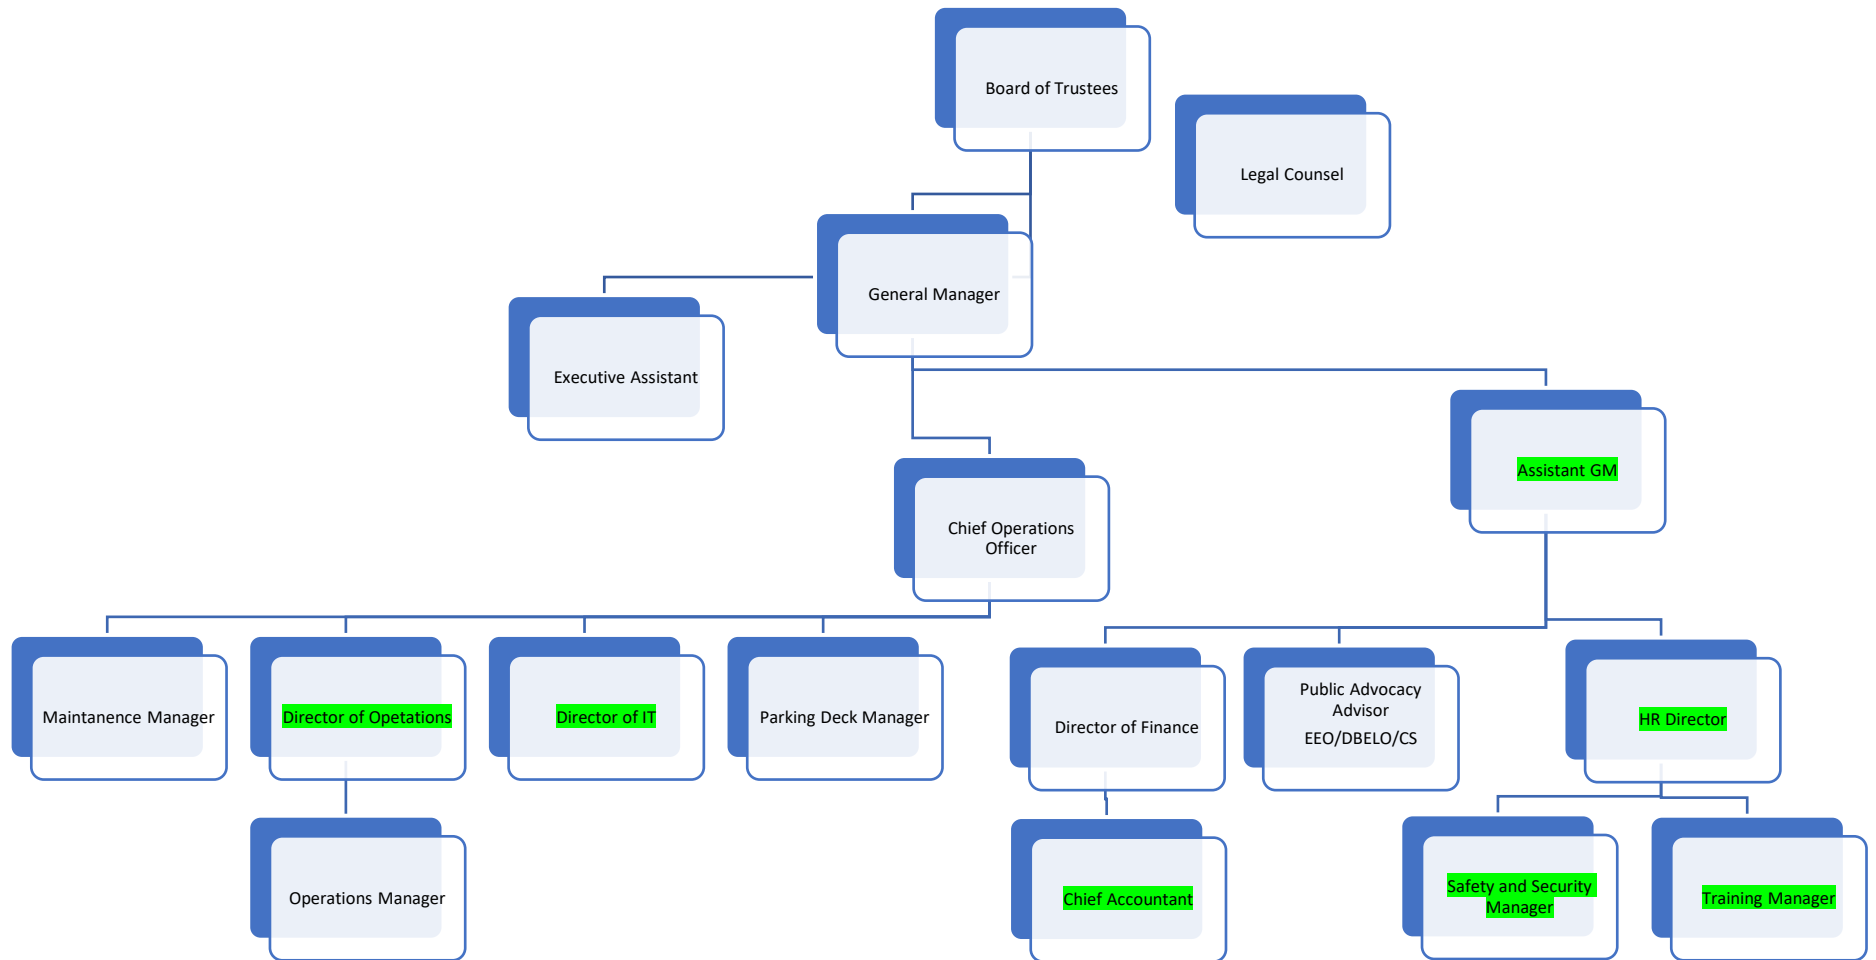 Board of Trustees
Legal Counsel
General Manager
Executive Assistant
Assistant GM
Chief Operations
Officer
Maintanence Manager
Director of Opetations
Director of IT
Parking Deck Manager
Director of Finance
Public Advocacy
Advisor
EEO/DBELO/CS
HR Director
Operations Manager
Chief Accountant
Safety and Security
Manager
Training Manager